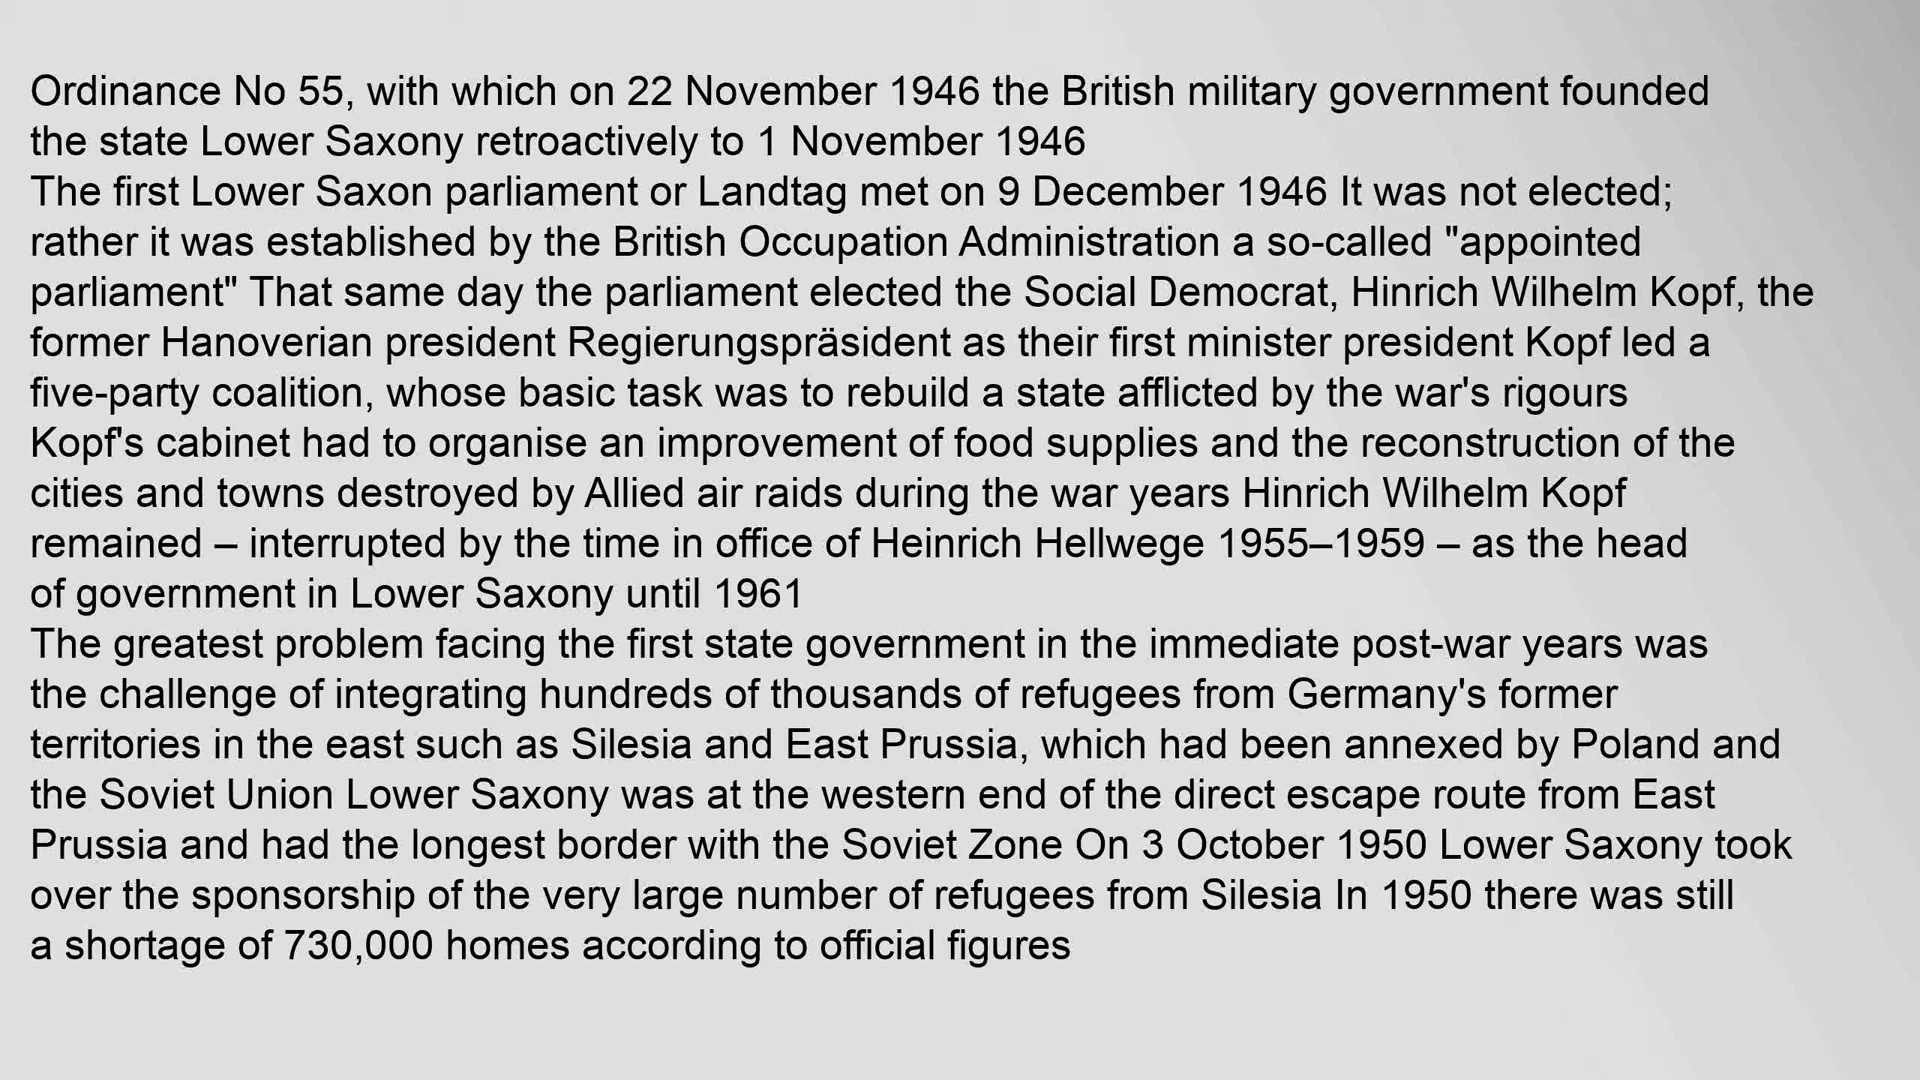 Ordinance No 55, with which on 22 November 1946 the British military government founded
the state Lower Saxony retroactively to 1 November 1946
The first Lower Saxon parliament or Landtag met on 9 December 1946 It was not elected;
rather it was established by the British Occupation Administration a so-called "appointed
parliament" That same day the parliament elected the Social Democrat, Hinrich Wilhelm Kopf, the
former Hanoverian president Regierungspräsident as their first minister president Kopf led a
five-party coalition, whose basic task was to rebuild a state afflicted by the war's rigours
Kopf's cabinet had to organise an improvement of food supplies and the reconstruction of the
cities and towns destroyed by Allied air raids during the war years Hinrich Wilhelm Kopf
remained – interrupted by the time in office of Heinrich Hellwege 1955–1959 – as the head
of government in Lower Saxony until 1961
The greatest problem facing the first state government in the immediate post-war years was
the challenge of integrating hundreds of thousands of refugees from Germany's former
territories in the east such as Silesia and East Prussia, which had been annexed by Poland and
the Soviet Union Lower Saxony was at the western end of the direct escape route from East
Prussia and had the longest border with the Soviet Zone On 3 October 1950 Lower Saxony took
over the sponsorship of the very large number of refugees from Silesia In 1950 there was still
a shortage of 730,000 homes according to official figures